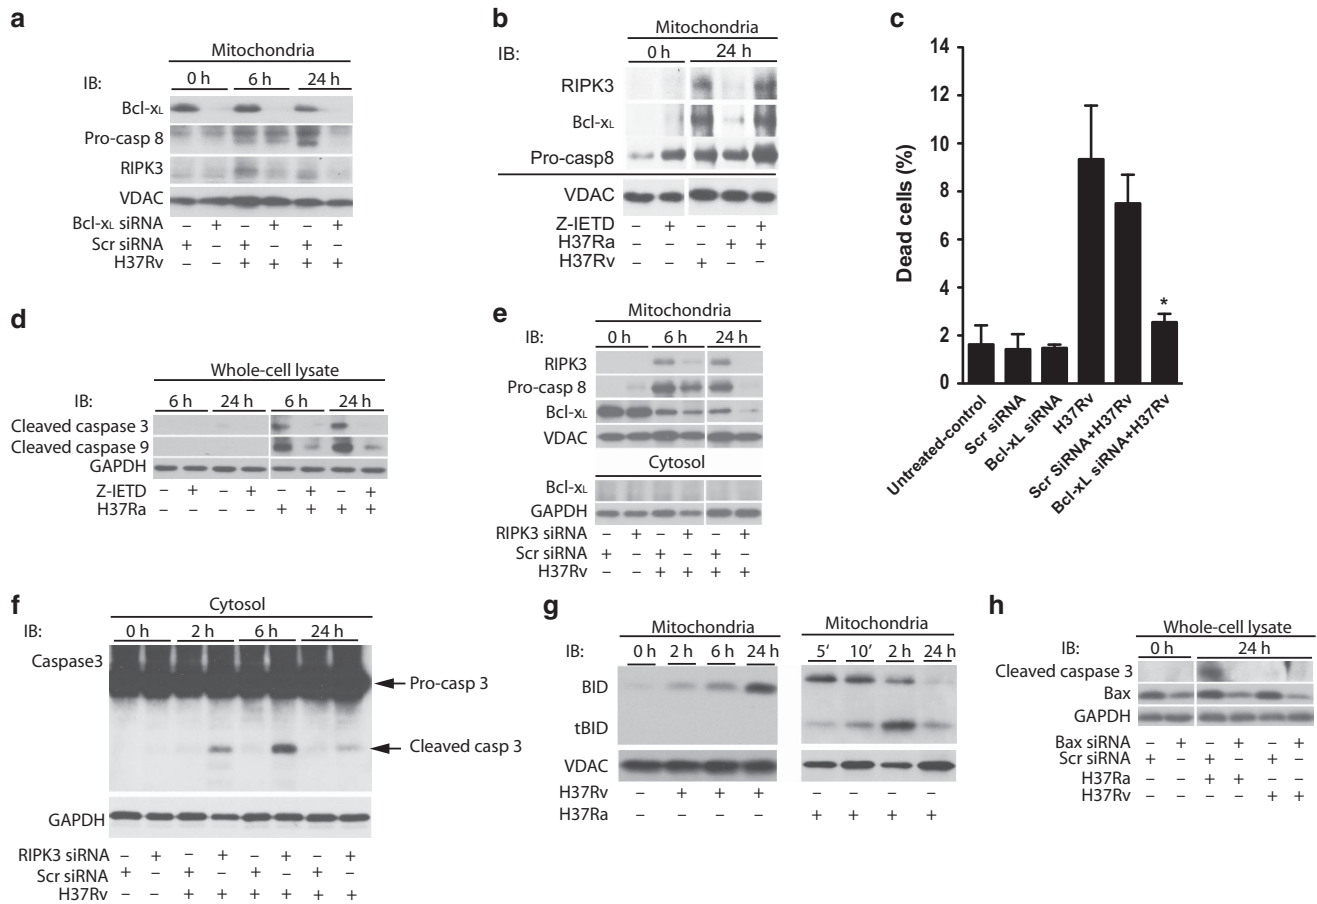 a
Mitochondria
IB:
0 h 6 h 24 h
Bcl-xL
Pro-casp 8
RIPK3
VDAC
Bcl-xL siRNA – + – + – +
Scr siRNA + – + – + –
H37Rv – – + + + +
b
Mitochondria
IB:
0 h 24 h
RIPK3
Bcl-xL
Pro-casp8
VDAC
Z-IETD – + – – +
H37Ra – – – + +
H37Rv – – + – –
c
Dead cells (%)
14
12
10
8
6
4
2
0
*
Untreated-control
Scr siRNA
Bcl-xL siRNA
H37Rv
Scr SiRNA+H37Rv
Bcl-xL siRNA+H37Rv
d
Whole-cell lysate
IB:
6 h 24 h 6 h 24 h
Cleaved caspase 3
Cleaved caspase 9
GAPDH
Z-IETD – + – + – + – +
H37Ra – – – – + + + +
e
Mitochondria
IB:
0 h 6 h 24 h
RIPK3
Pro-casp 8
Bcl-xL
VDAC
Cytosol
Bcl-xL
GAPDH
RIPK3 siRNA – + – + – +
Scr siRNA + – + – + –
H37Rv – – + + + +
f
Cytosol
IB:
0 h 2 h 6 h 24 h
Caspase3
Pro-casp 3
Cleaved casp 3
GAPDH
RIPK3 siRNA – + – + – + – +
Scr siRNA + – + – + – + –
H37Rv – – + + + + + +
g
Mitochondria
IB:
0 h 2 h 6 h 24 h
Mitochondria
5' 10' 2 h 24 h
BID
tBID
VDAC
H37Rv – + + +
H37Ra – – – – + + + +
h
Whole-cell lysate
IB:
0 h 24 h
Cleaved caspase 3
Bax
GAPDH
Bax siRNA – + – + – +
Scr siRNA + – + – + –
H37Ra – – + + – –
H37Rv – – – – + +